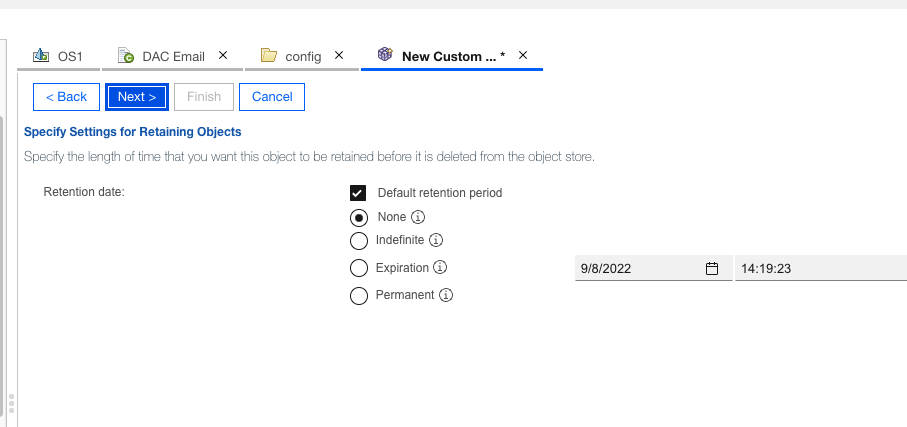 OS1 DAC Email config New Custom ... *
< Back Next > Finish Cancel
Specify Settings for Retaining Objects
Specify the length of time that you want this object to be retained before it is deleted from the object store.
Retention date: Default retention period
None
Indefinite
Expiration 9/8/2022 14:19:23
Permanent